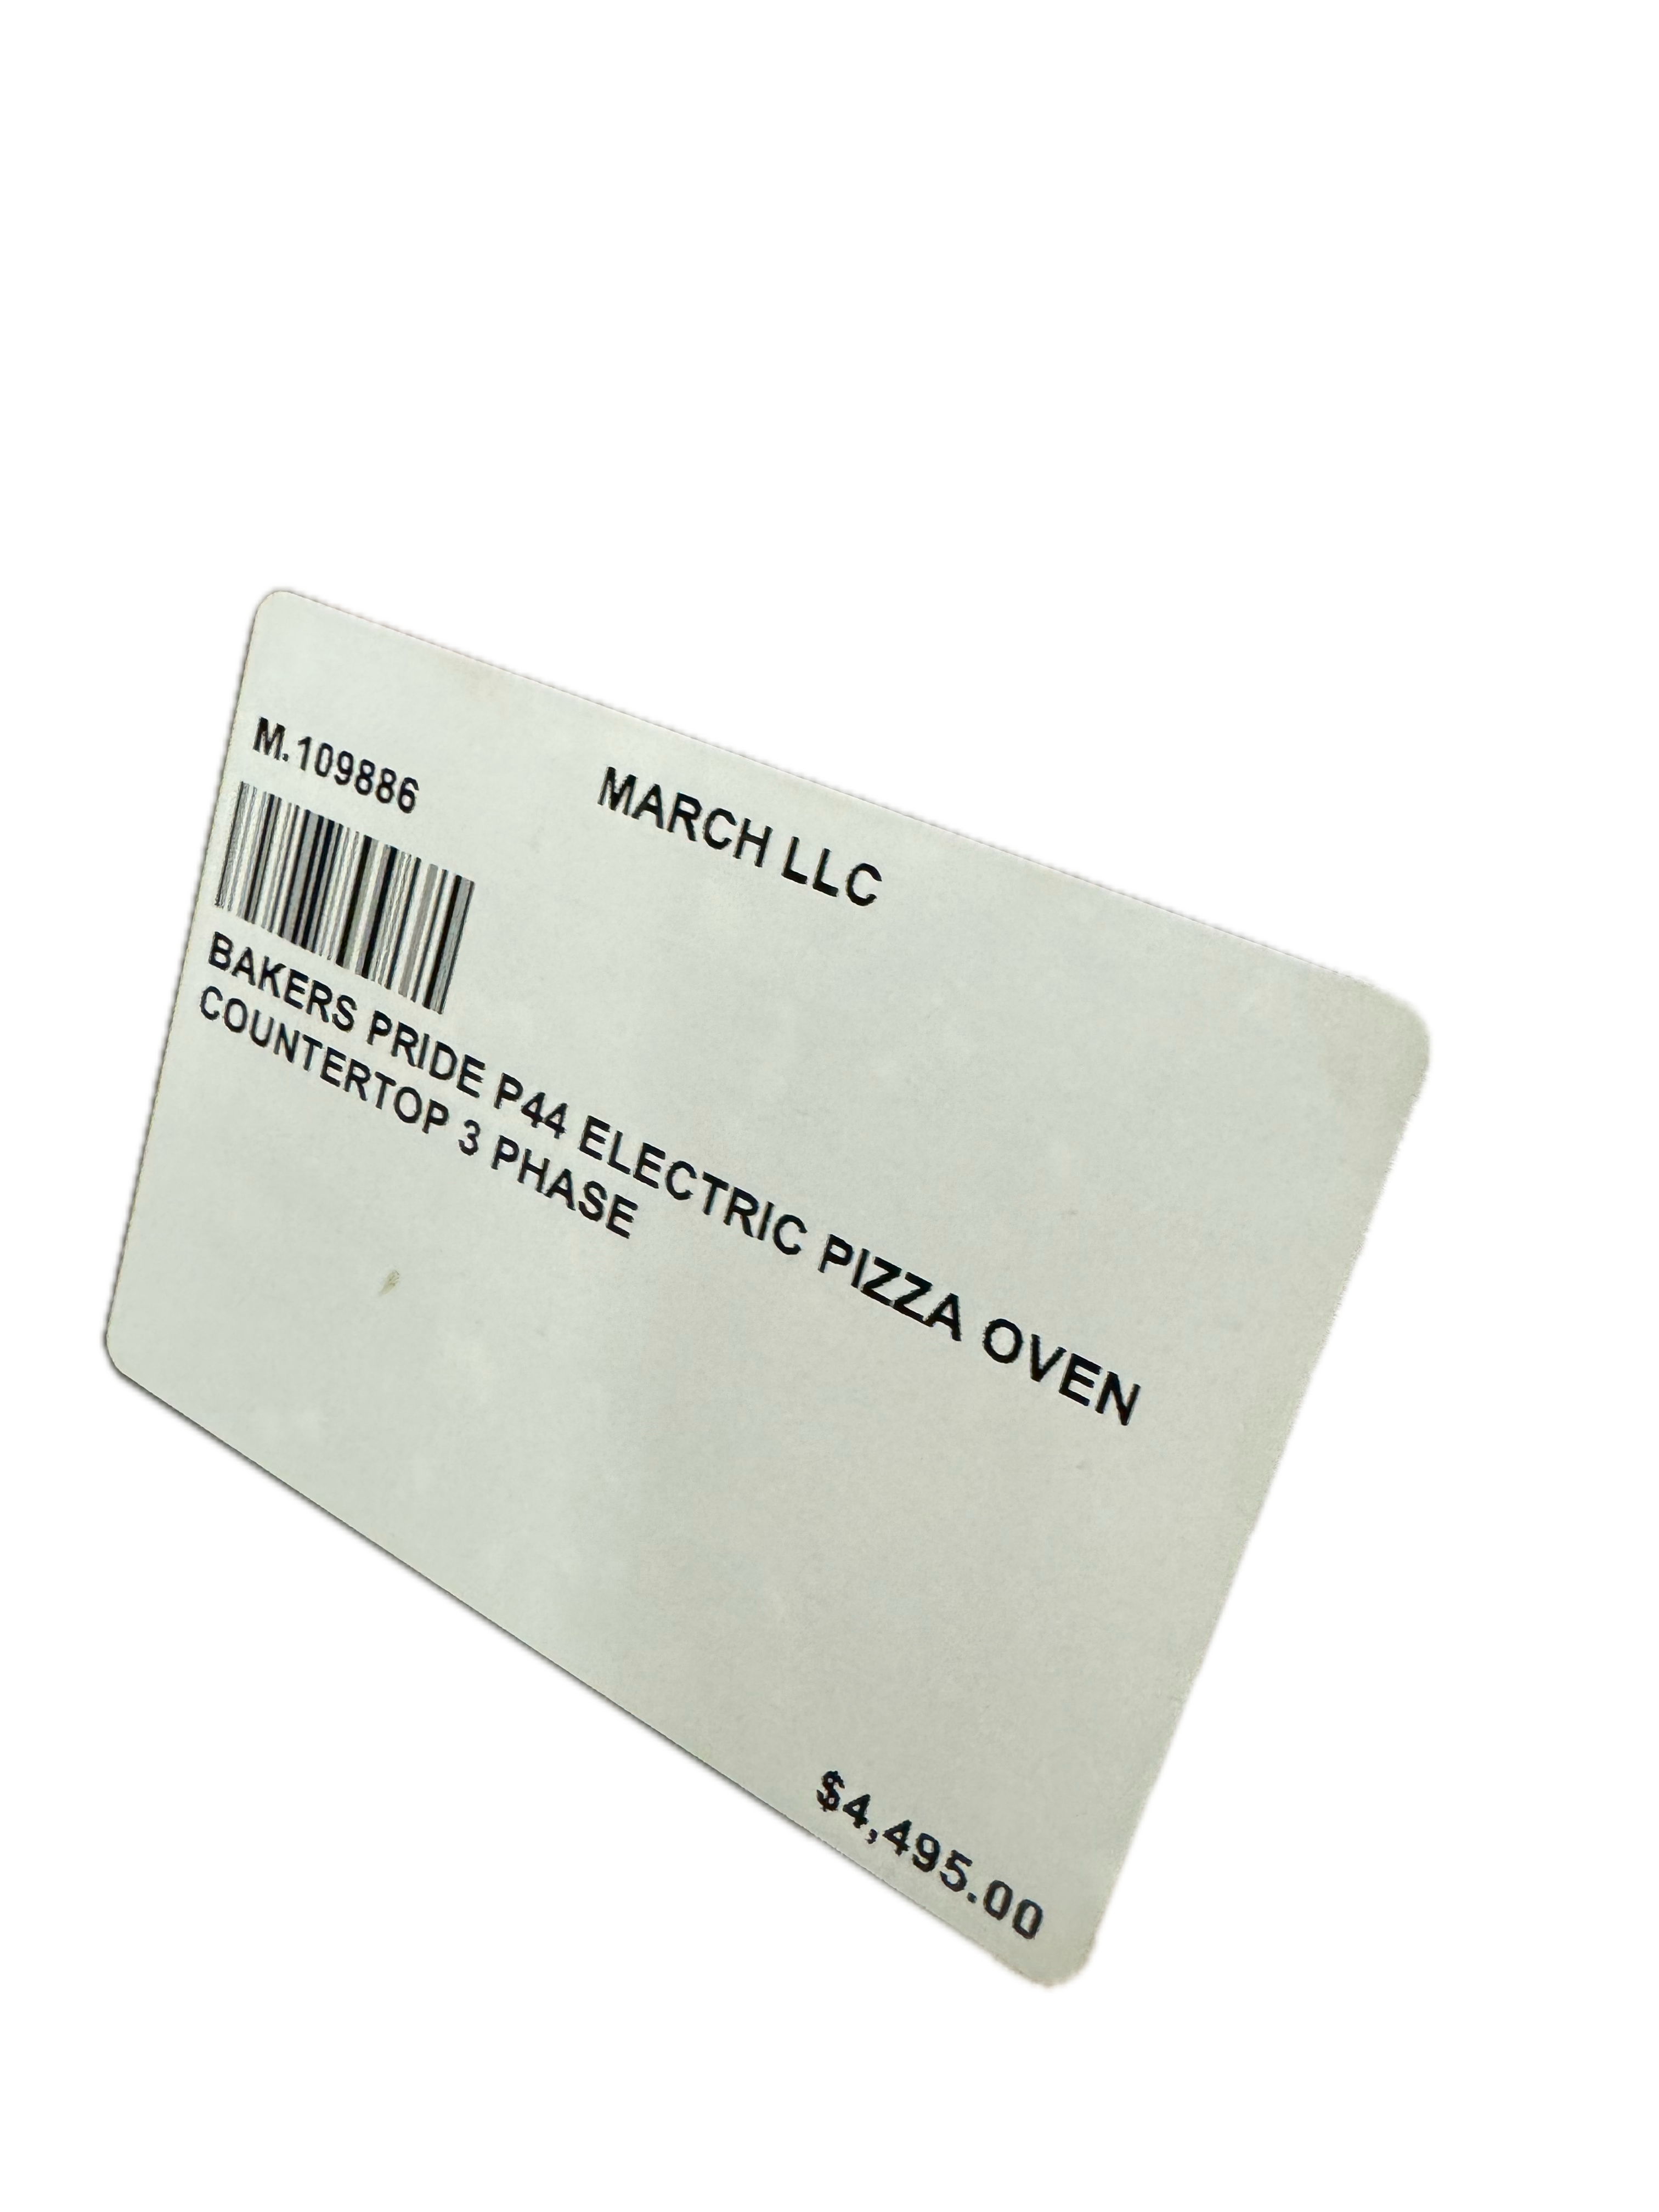 MARCH LLC
M.109886
BAKERS PRIDE P44 ELECTRIC PIZZA OVEN
COUNTERTOP 3 PHASE
$4,495.00